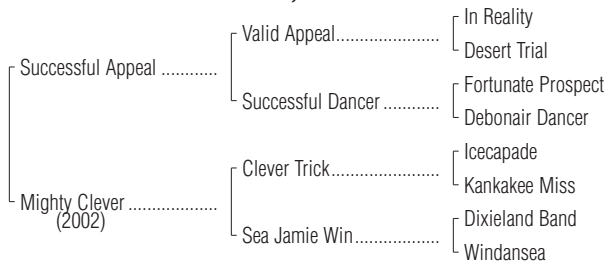 In Reality
Valid Appeal....................
Desert Trial
Successful Appeal ............
Fortunate Prospect
Successful Dancer ............
Debonair Dancer
Icecapade
Clever Trick.....................
Kankakee Miss
Mighty Clever ...................
(2002)
Dixieland Band
Sea Jamie Win.................
Windansea